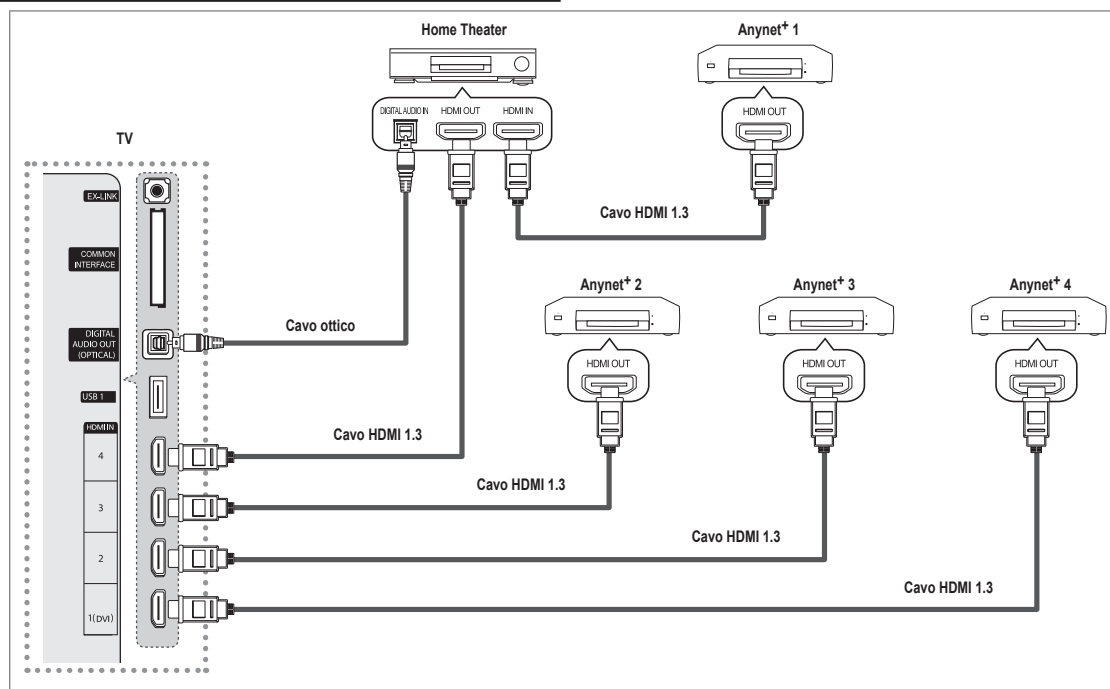 Home Theater
Anynet+ 1
DIGITAL AUDIO IN
HDMI OUT
HDMI IN
HDMI OUT
TV
EX-LINK
Cavo HDMI 1.3
COMMON
INTERFACE
Anynet+ 2
Anynet+ 3
Anynet+ 4
Cavo ottico
DIGITAL
AUDIO OUT
(OPTICAL)
HDMI OUT
HDMI OUT
HDMI OUT
USB 1
HDMI IN
Cavo HDMI 1.3
4
Cavo HDMI 1.3
3
Cavo HDMI 1.3
2
Cavo HDMI 1.3
1(DVI)